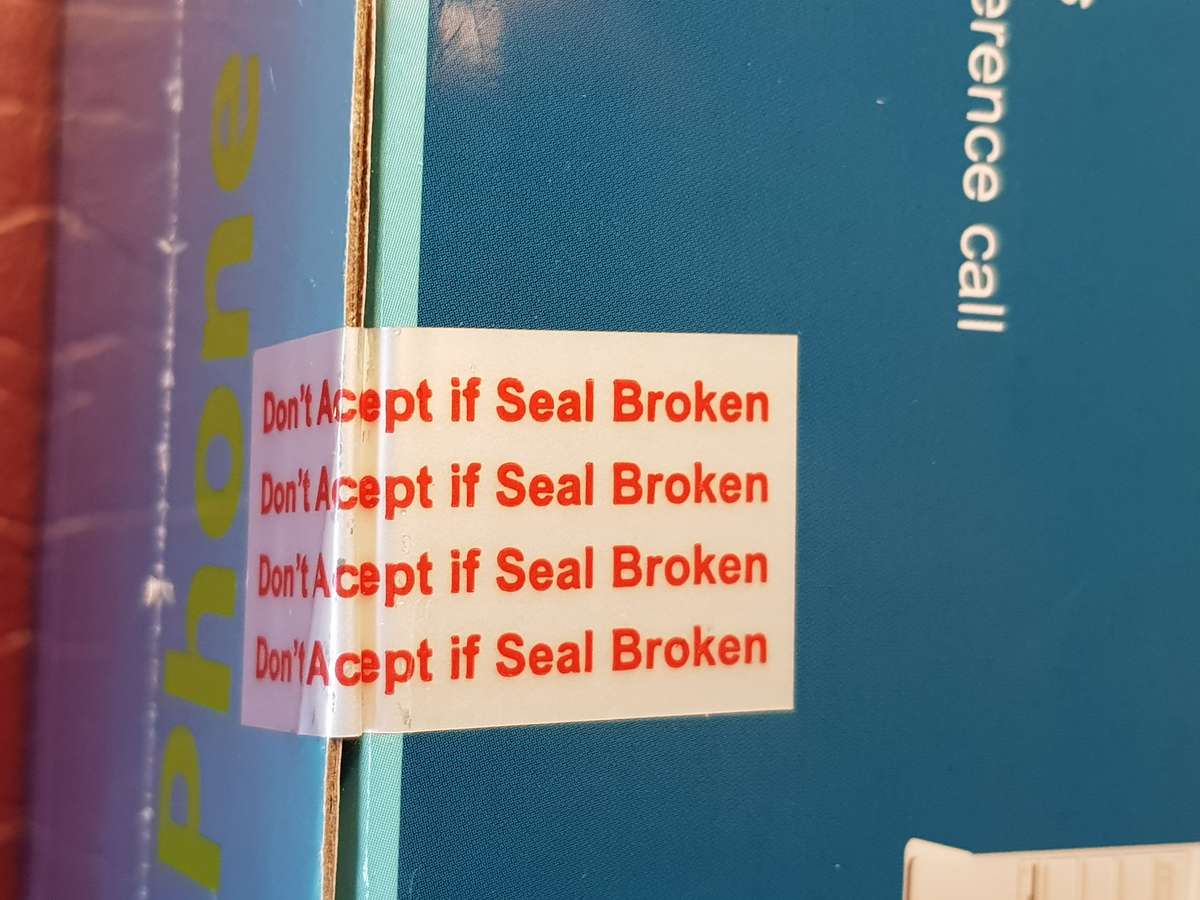 Phone
Don't Acept if Seal Broken
Don't Acept if Seal Broken
Don't Acept if Seal Broken
Don't Acept if Seal Broken
call